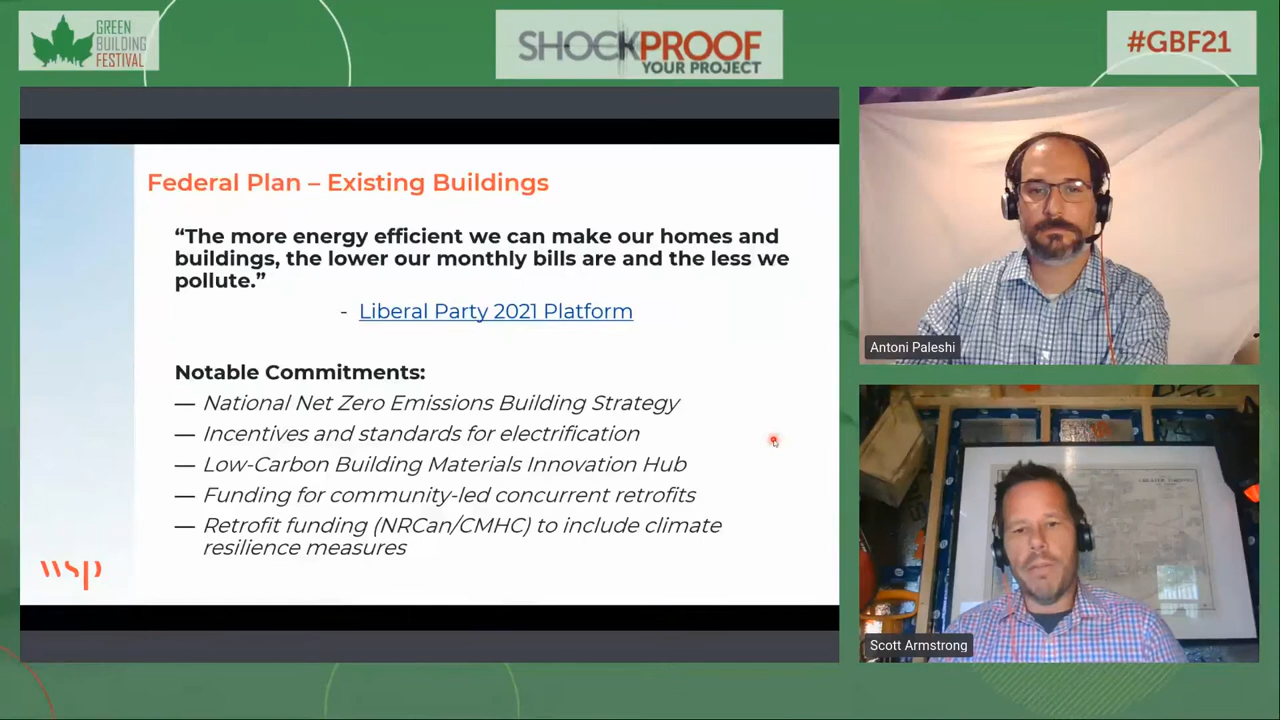 GREEN
BUILDING
FESTIVAL
SHOCKPROOF
YOUR PROJECT
#GBF21
Federal Plan – Existing Buildings
“The more energy efficient we can make our homes and
buildings, the lower our monthly bills are and the less we
pollute.”
- Liberal Party 2021 Platform
Notable Commitments:
— National Net Zero Emissions Building Strategy
— Incentives and standards for electrification
— Low-Carbon Building Materials Innovation Hub
— Funding for community-led concurrent retrofits
— Retrofit funding (NRCan/CMHC) to include climate
resilience measures
wsp
Antoni Paleshi
Scott Armstrong